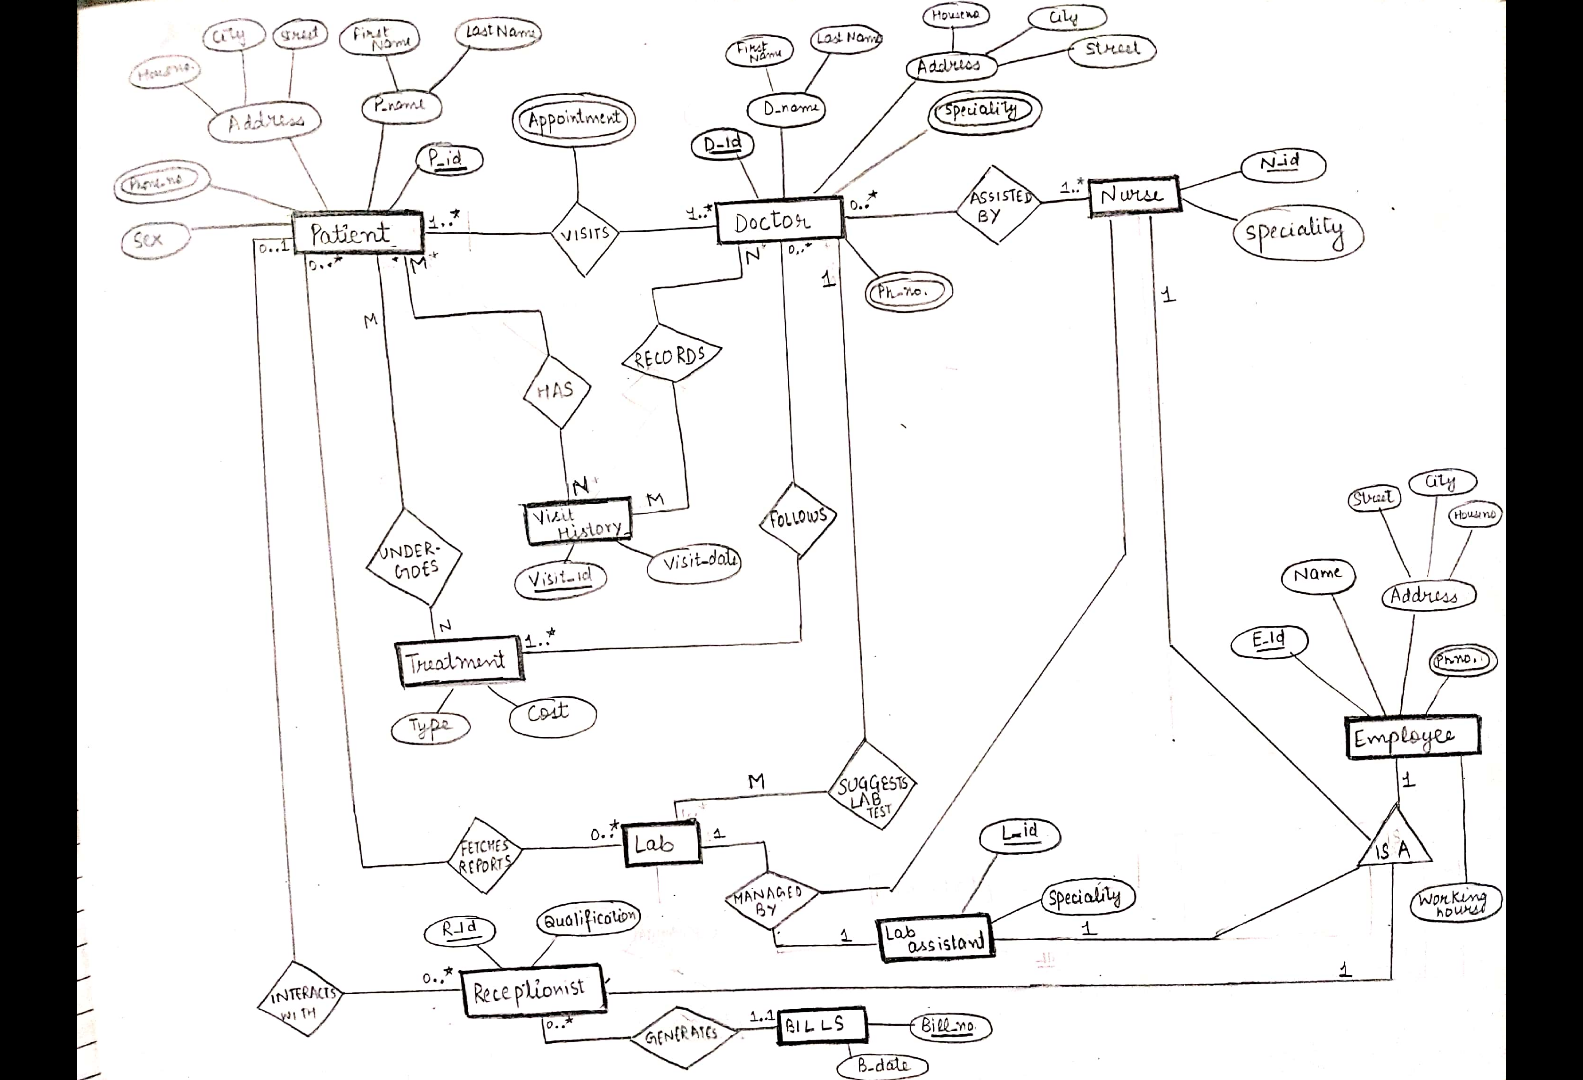 City
Street
First
Name
Last Name
House no.
Address
P_name
Phone_no
P_id
Sex
Patient
1..*
0..1
0..*
*
M*
M
Appointment
VISITS
1..*
First
Name
Last Name
D_name
D_Id
House no
City
Street
Address
Speciality
Doctor
0..*
N*
0..*
1
Ph_no.
ASSISTED
BY
1..*
Nurse
N_id
Speciality
1
HAS
RECORDS
N
M
Visit
History
Visit_id
Visit_date
FOLLOWS
UNDER-
GOES
N
1..*
Treatment
Type
Cost
Street
City
House no
Name
Address
E_Id
Ph no.
Employee
1
IS A
Working
hours
SUGGESTS
LAB
TEST
M
FETCHES
REPORTS
0..*
Lab
1
MANAGED
BY
L_id
Speciality
1
Lab
assistant
1
R_id
Qualification
INTERACTS
WITH
0..*
Receptionist
1
0..*
GENERATES
1..1
BILLS
Bill_no.
B_date